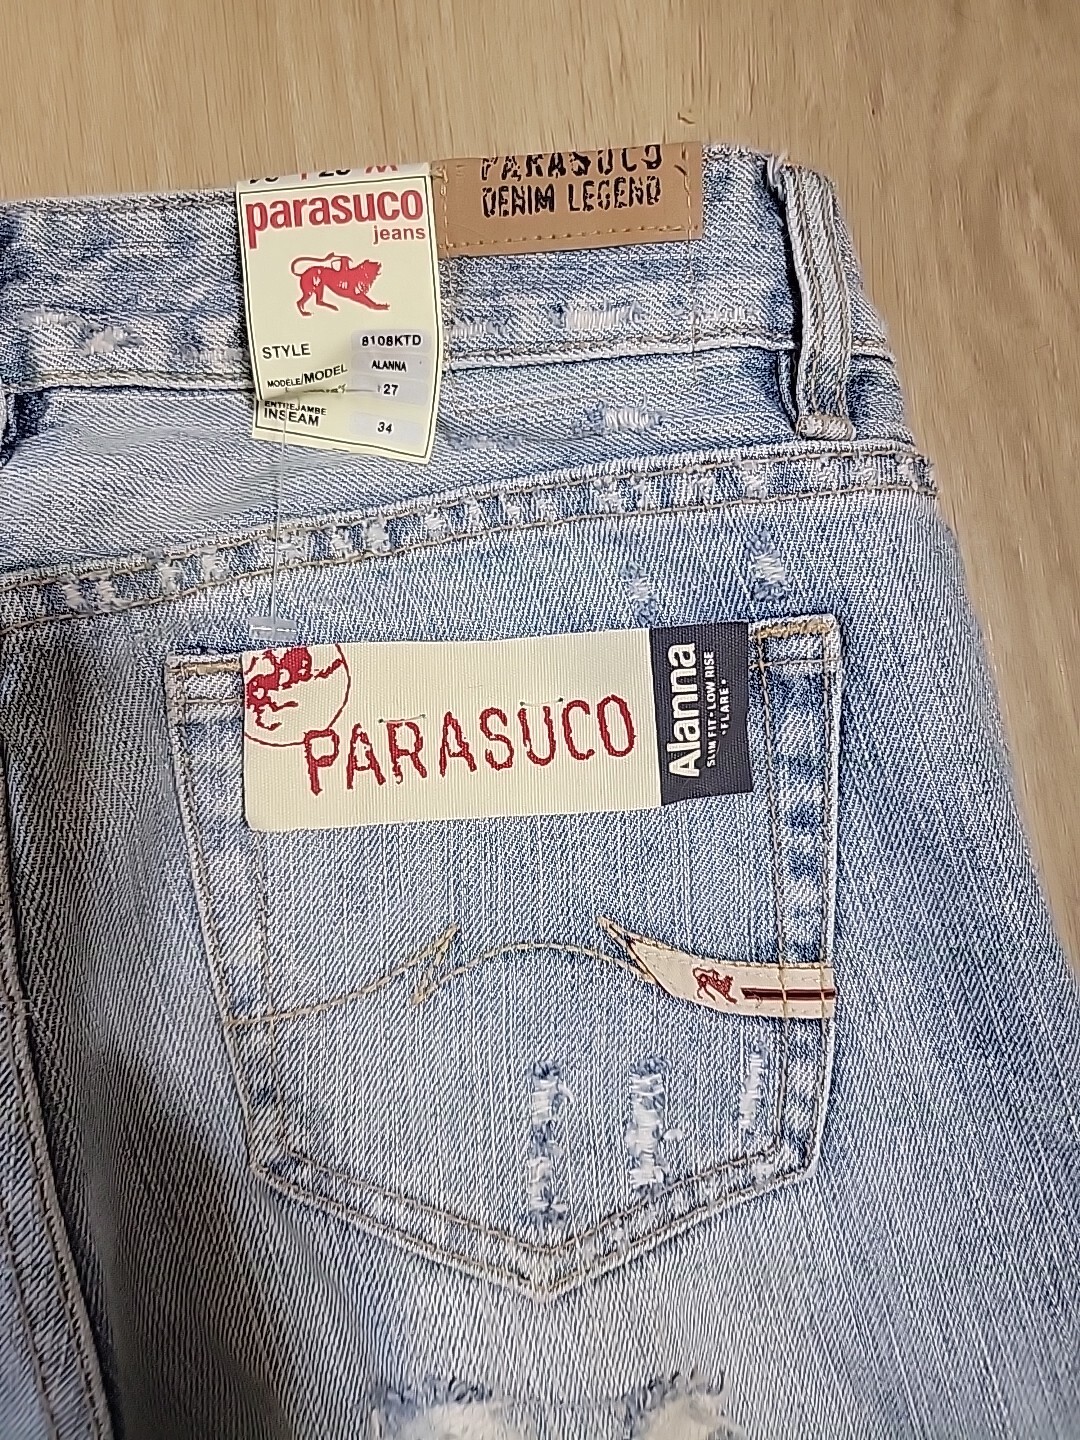 parasuco
jeans
STYLE 8108KTD
MODÈLE/MODEL ALANNA
27
ENTREJAMBE
INSEAM 34
PARASUCO
DENIM LEGEND
PARASUCO
Alanna
SLIM FIT • LOW RISE
• FLARE •